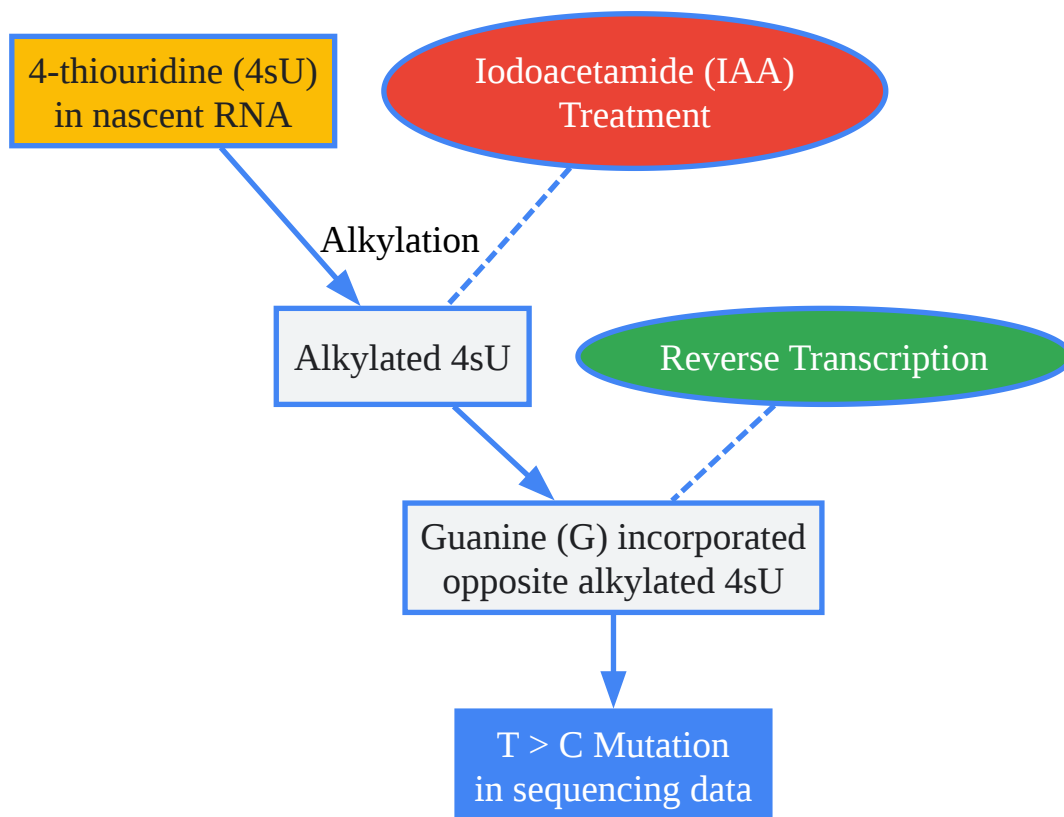 4-thiouridine (4sU)
in nascent RNA
Iodoacetamide (IAA)
Treatment
Alkylation
Alkylated 4sU
Reverse Transcription
Guanine (G) incorporated
opposite alkylated 4sU
T > C Mutation
in sequencing data